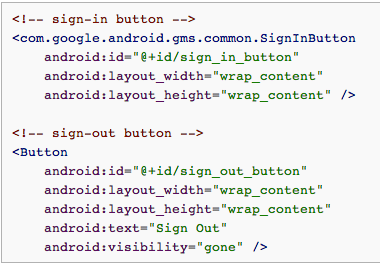 <!-- sign-in button -->
<com.google.android.gms.common.SignInButton
    android:id="@+id/sign_in_button"
    android:layout_width="wrap_content"
    android:layout_height="wrap_content" />

<!-- sign-out button -->
<Button
    android:id="@+id/sign_out_button"
    android:layout_width="wrap_content"
    android:layout_height="wrap_content"
    android:text="Sign Out"
    android:visibility="gone" />